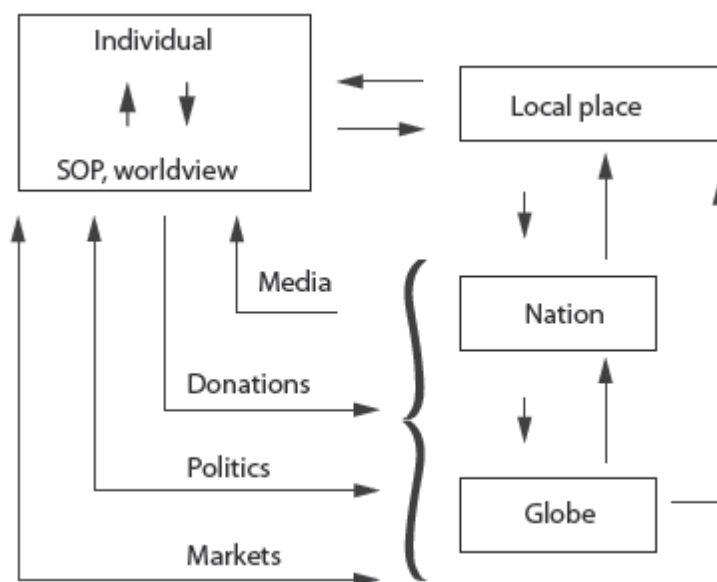 Individual
SOP, worldview
Local place
Media
Nation
Donations
Politics
Globe
Markets